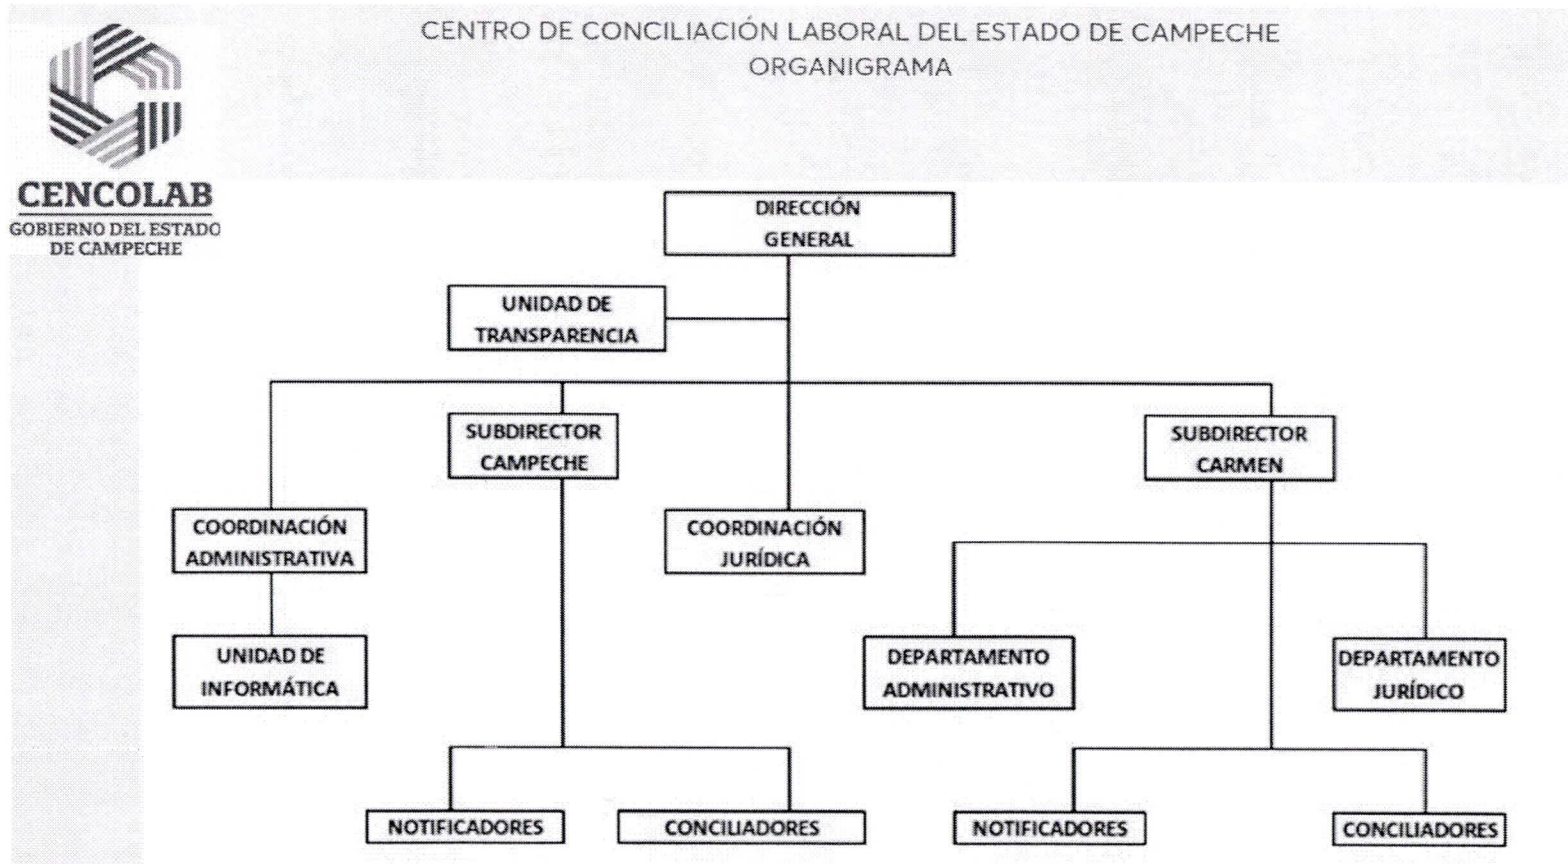 CENTRO DE CONCILIACIÓN LABORAL DEL ESTADO DE CAMPECHE
ORGANIGRAMA
CENCOLAB
GOBIERNO DEL ESTADO
DE CAMPECHE
DIRECCIÓN
GENERAL
UNIDAD DE
TRANSPARENCIA
SUBDIRECTOR
CAMPECHE
SUBDIRECTOR
CARMEN
COORDINACIÓN
ADMINISTRATIVA
COORDINACIÓN
JURÍDICA
UNIDAD DE
INFORMÁTICA
DEPARTAMENTO
ADMINISTRATIVO
DEPARTAMENTO
JURÍDICO
NOTIFICADORES
CONCILIADORES
NOTIFICADORES
CONCILIADORES